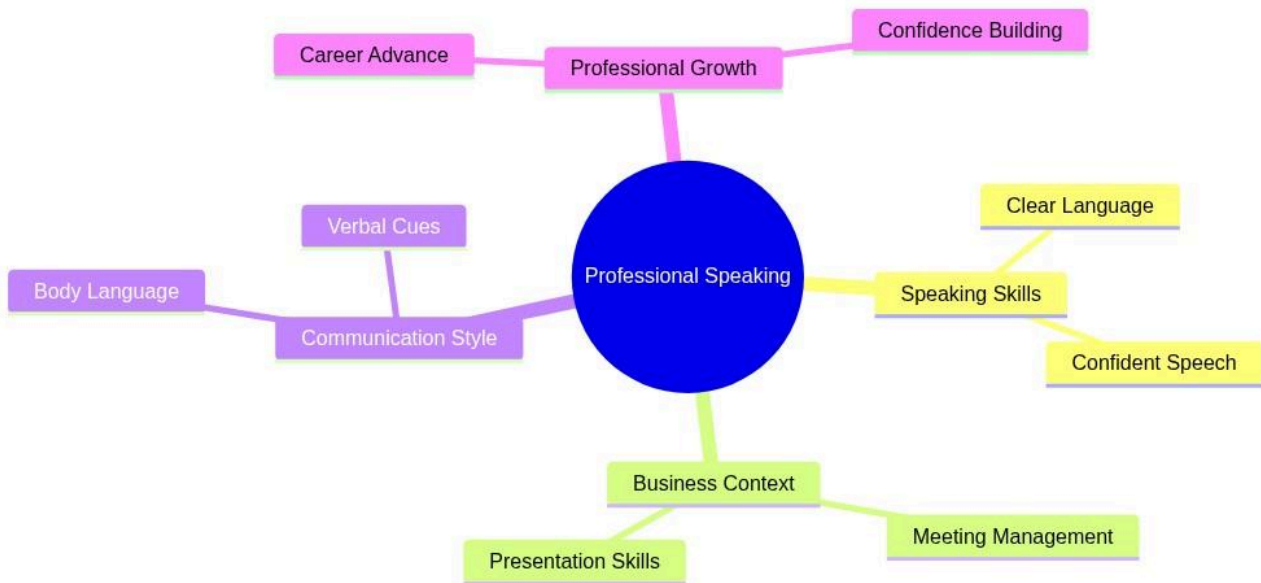 Confidence Building
Career Advance
Professional Growth
Clear Language
Verbal Cues
Professional Speaking
Body Language
Speaking Skills
Communication Style
Confident Speech
Business Context
Meeting Management
Presentation Skills